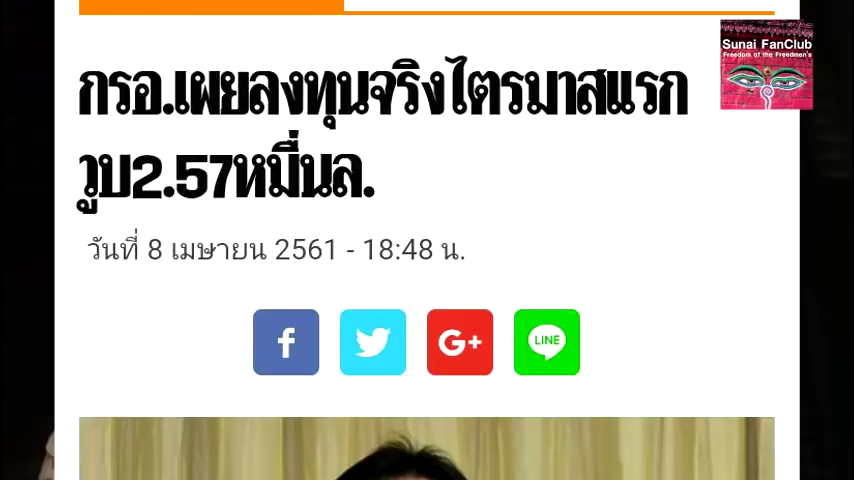 Sunai FanClub
Freedom of the Freedmen's
กรอ.เผยลงทุนจริงไตรมาสแรก
วูบ2.57หมื่นล.
วันที่ 8 เมษายน 2561 - 18:48 น.
f
G+
LINE